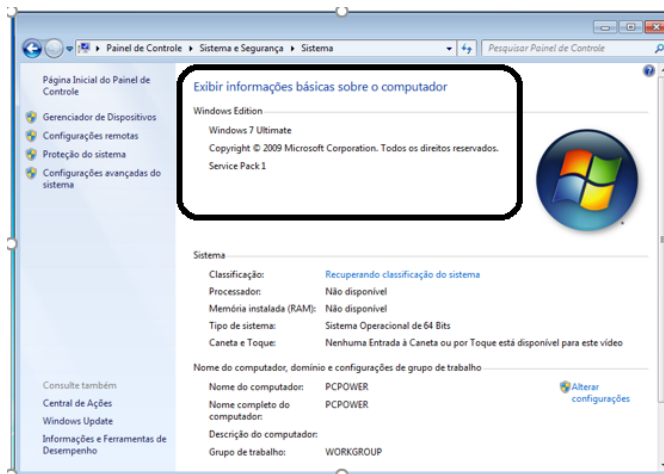 Painel de Controle ▸ Sistema e Segurança ▸ Sistema
Pesquisar Painel de Controle
Página Inicial do Painel de
Controle
Gerenciador de Dispositivos
Configurações remotas
Proteção do sistema
Configurações avançadas do
sistema
Exibir informações básicas sobre o computador
Windows Edition
Windows 7 Ultimate
Copyright © 2009 Microsoft Corporation. Todos os direitos reservados.
Service Pack 1
Sistema
Classificação: Recuperando classificação do sistema
Processador: Não disponível
Memória instalada (RAM): Não disponível
Tipo de sistema: Sistema Operacional de 64 Bits
Caneta e Toque: Nenhuma Entrada à Caneta ou por Toque está disponível para este vídeo
Nome do computador, domínio e configurações de grupo de trabalho
Nome do computador: PCPOWER
Alterar
configurações
Nome completo do
computador: PCPOWER
Descrição do computador:
Grupo de trabalho: WORKGROUP
Consulte também
Central de Ações
Windows Update
Informações e Ferramentas de
Desempenho